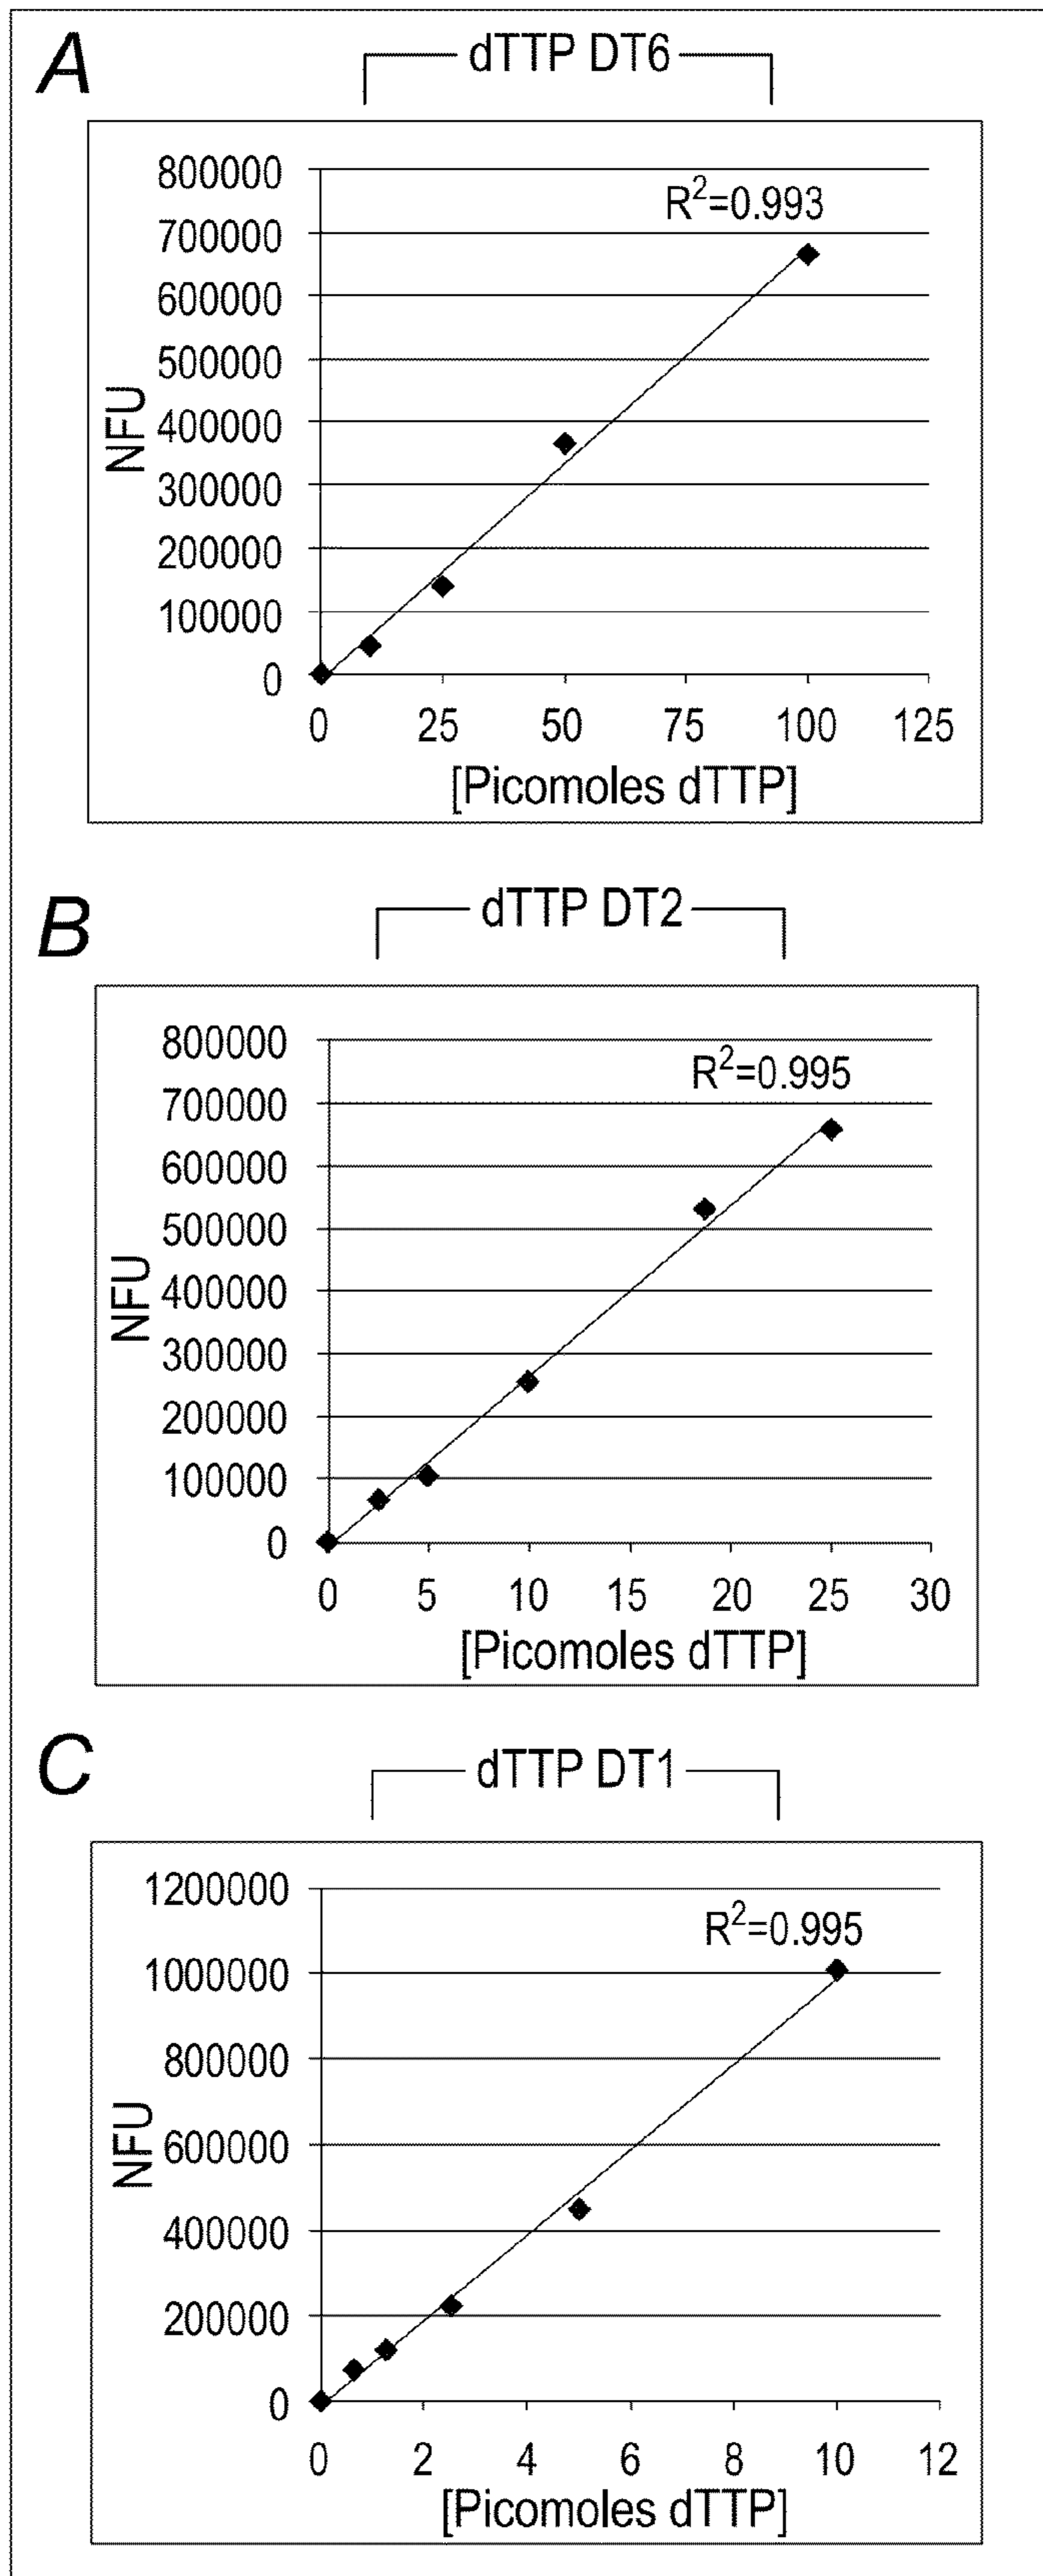 A
dTTP DT6
800000
R²=0.993
700000
600000
500000
400000
300000
200000
100000
0
NFU
0 25 50 75 100 125
[Picomoles dTTP]
B
dTTP DT2
800000
R²=0.995
700000
600000
500000
400000
300000
200000
100000
0
NFU
0 5 10 15 20 25 30
[Picomoles dTTP]
C
dTTP DT1
1200000
R²=0.995
1000000
800000
600000
400000
200000
0
NFU
0 2 4 6 8 10 12
[Picomoles dTTP]